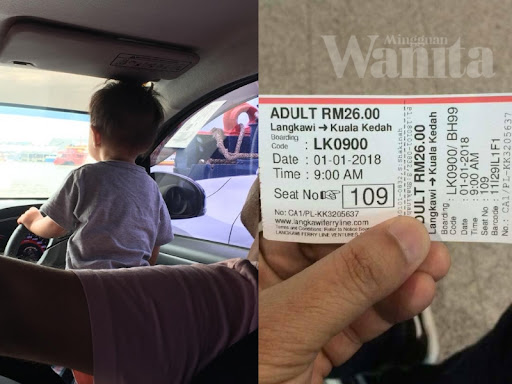 Mingguan
Wanita
ADULT RM26.00
Langkawi → Kuala Kedah
Boarding
Code : LK0900
Date : 01-01-2018
Time : 9:00 AM
Seat No 109
No: CA1/PL-KK3205637
www.langkawiferryline.com
ADULT RM26.00
Langkawi → Kuala Kedah
Boarding
Code : LK0900/ BH99
Date : 01-01-2018
Time : 9:00 AM
Seat No : 109
No: CA1/PL-KK3205637